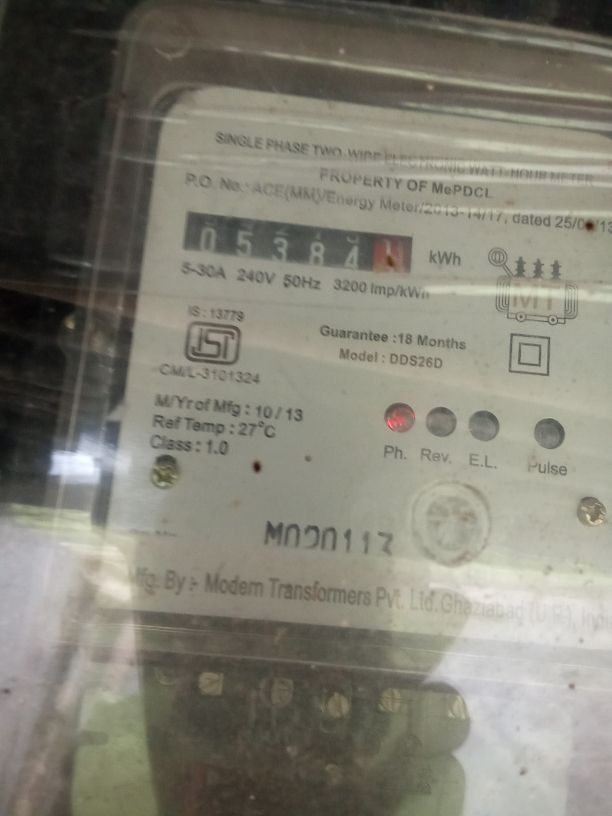 SINGLE PHASE TWO-WIRE ELECTRONIC WATT-HOUR METER
PROPERTY OF MePDCL
P.O. No.: ACE(MM)/Energy Meter/2013-14/17, dated
05384 kWh
5-30A 240V 50Hz 3200 Imp/kWh
IS : 13779
ISI
CM/L-3101324
Guarantee :18 Months
Model : DDS26D
MT
M/Yr of Mfg : 10/13
Ref Temp : 27°C
Class : 1.0
Ph. Rev. E.L. Pulse
Mfg. By :- Modern Transformers Pvt. Ltd. Ghaziabad (U.P.),